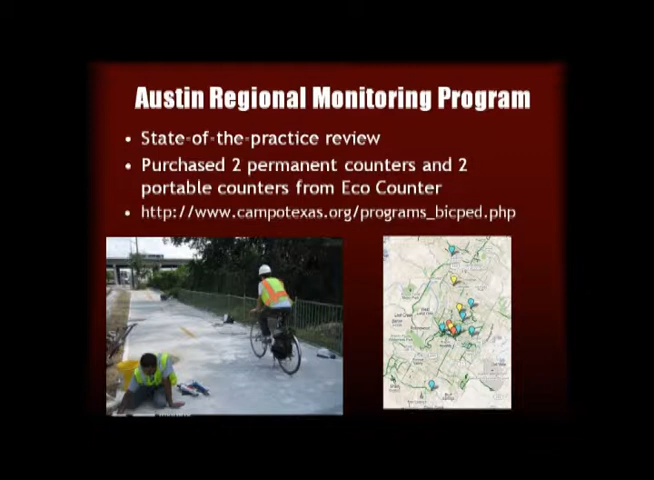 Austin Regional Monitoring Program
• State-of-the-practice review
• Purchased 2 permanent counters and 2
portable counters from Eco Counter
• http://www.campotexas.org/programs_bicped.php